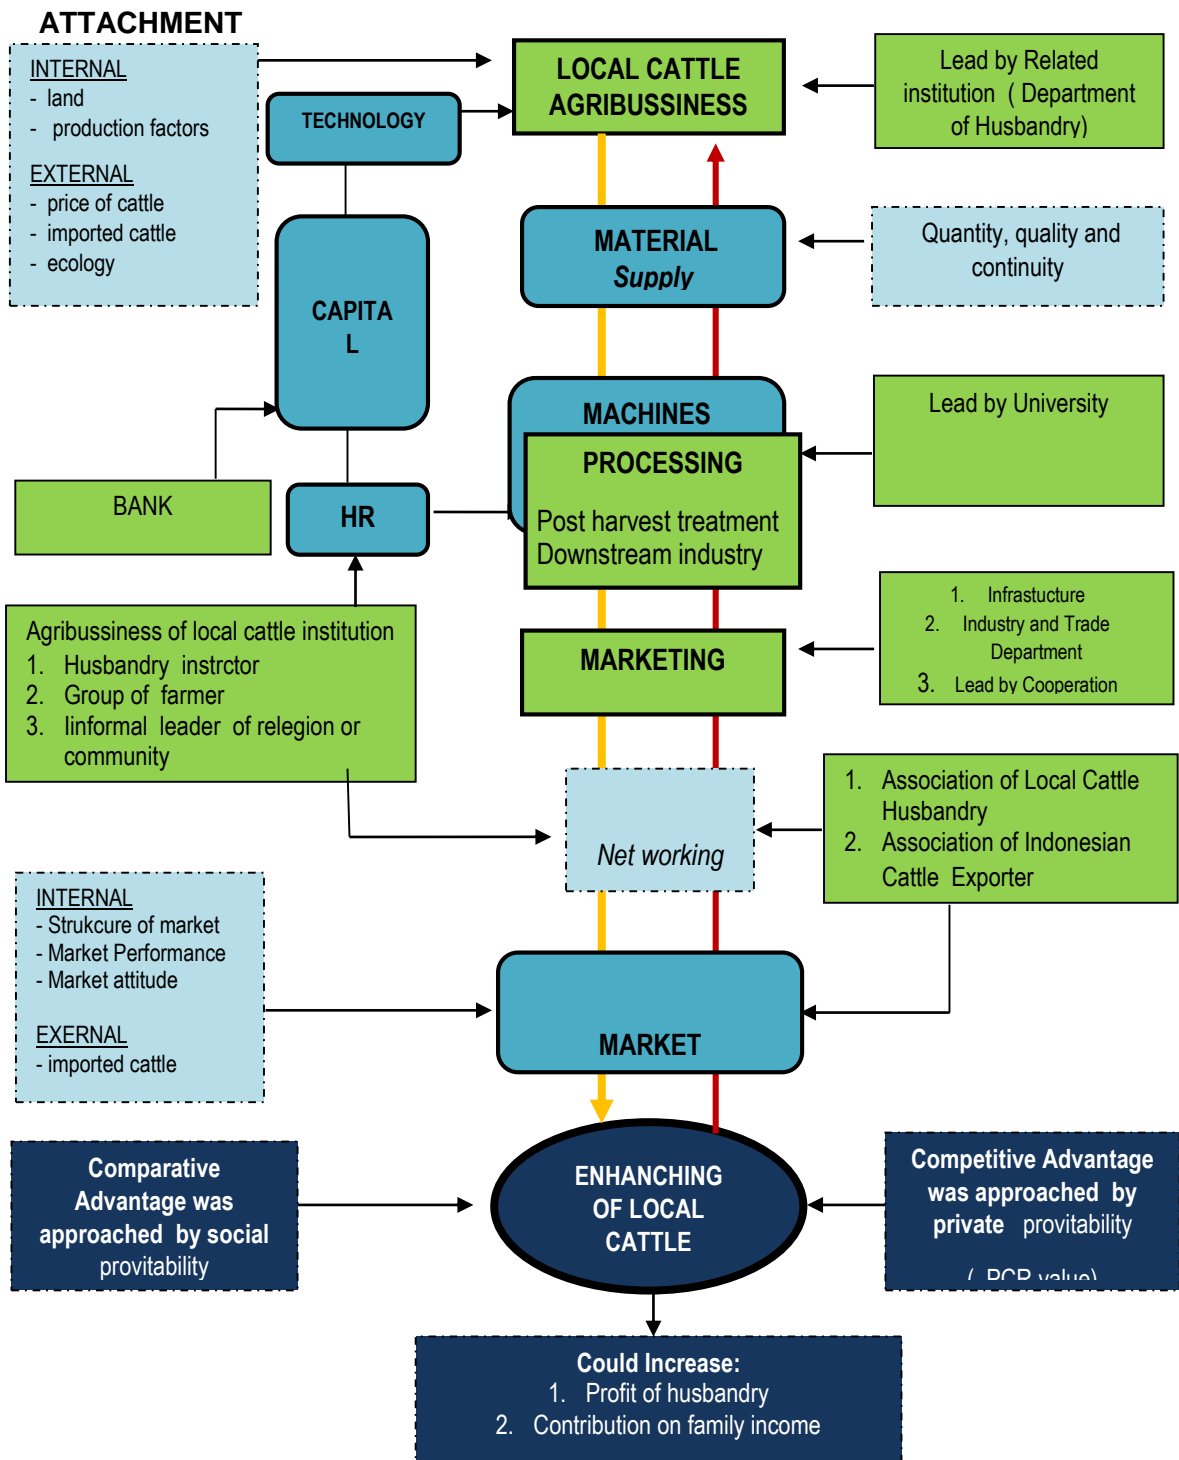 ATTACHMENT
INTERNAL
- land
- production factors
EXTERNAL
- price of cattle
- imported cattle
- ecology
TECHNOLOGY
LOCAL CATTLE
AGRIBUSSINESS
Lead by Related
institution ( Department
of Husbandry)
MATERIAL
Supply
Quantity, quality and
continuity
CAPITA
L
MACHINES
PROCESSING
Post harvest treatment
Downstream industry
Lead by University
BANK
HR
Agribussiness of local cattle institution
1. Husbandry instrctor
2. Group of farmer
3. Iinformal leader of relegion or
community
MARKETING
1. Infrastucture
2. Industry and Trade
Department
3. Lead by Cooperation
Net working
1. Association of Local Cattle
Husbandry
2. Association of Indonesian
Cattle Exporter
INTERNAL
- Strukcure of market
- Market Performance
- Market attitude
EXERNAL
- imported cattle
MARKET
Comparative
Advantage was
approached by social
provitability
ENHANCHING
OF LOCAL
CATTLE
Competitive Advantage
was approached by
private provitability
( PCR value)
Could Increase:
1. Profit of husbandry
2. Contribution on family income